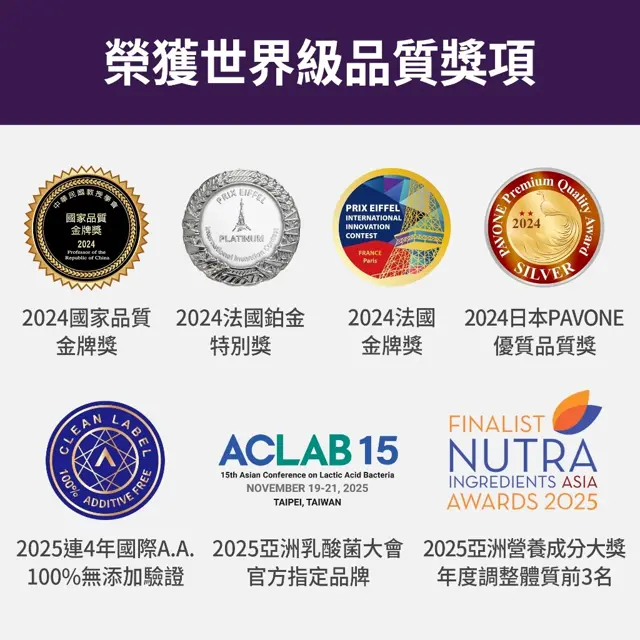 榮獲世界級品質獎項
中華民國教授學會
國家品質
金牌獎
2024
Professor of the
Republic of China
PRIX EIFFEL
PLATINUM
International Innovation Contest
PRIX EIFFEL
INTERNATIONAL
INNOVATION
CONTEST
FRANCE
Paris
PAVONE Premium Quality Award
2024
SILVER
2024國家品質
金牌獎
2024法國鉑金
特別獎
2024法國
金牌獎
2024日本PAVONE
優質品質獎
CLEAN LABEL
100% ADDITIVE FREE
ACLAB 15
15th Asian Conference on Lactic Acid Bacteria
NOVEMBER 19-21, 2025
TAIPEI, TAIWAN
FINALIST
NUTRA
INGREDIENTS ASIA
AWARDS 2025
2025連4年國際A.A.
100%無添加驗證
2025亞洲乳酸菌大會
官方指定品牌
2025亞洲營養成分大獎
年度調整體質前3名